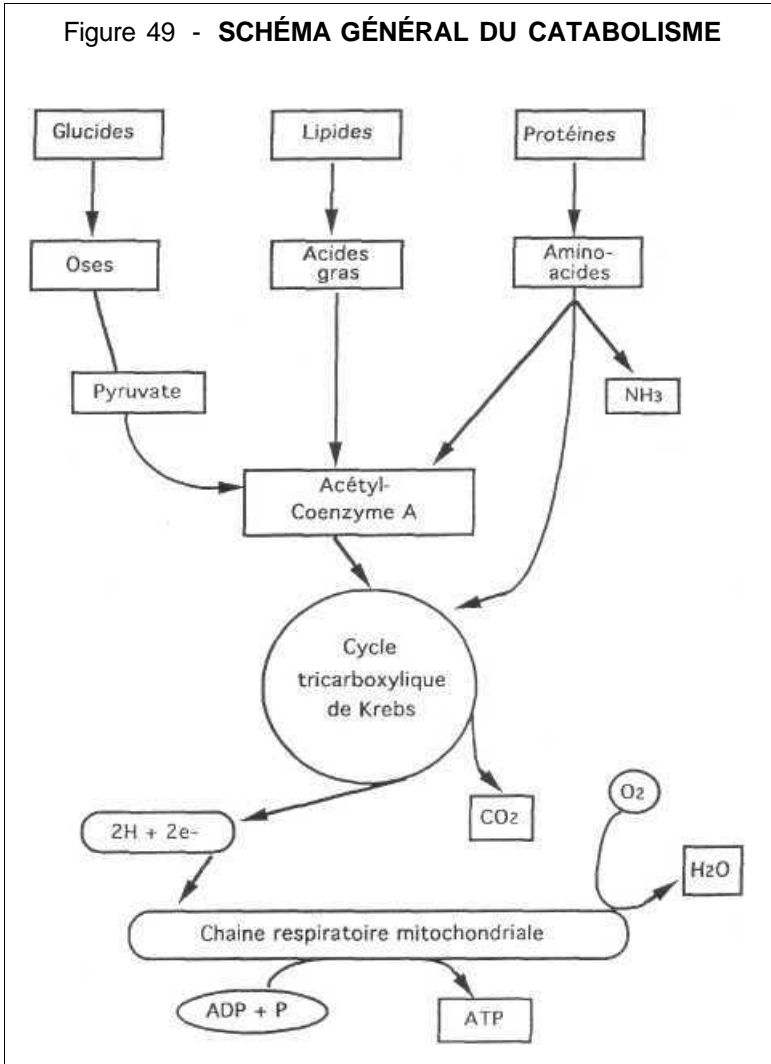 Figure 49 - SCHÉMA GÉNÉRAL DU CATABOLISME
Glucides
Lipides
Protéines
Oses
Acides
gras
Amino-
acides
Pyruvate
NH3
Acétyl-
Coenzyme A
Cycle
tricarboxylique
de Krebs
2H + 2e-
CO2
O2
H2O
Chaine respiratoire mitochondriale
ADP + P
ATP